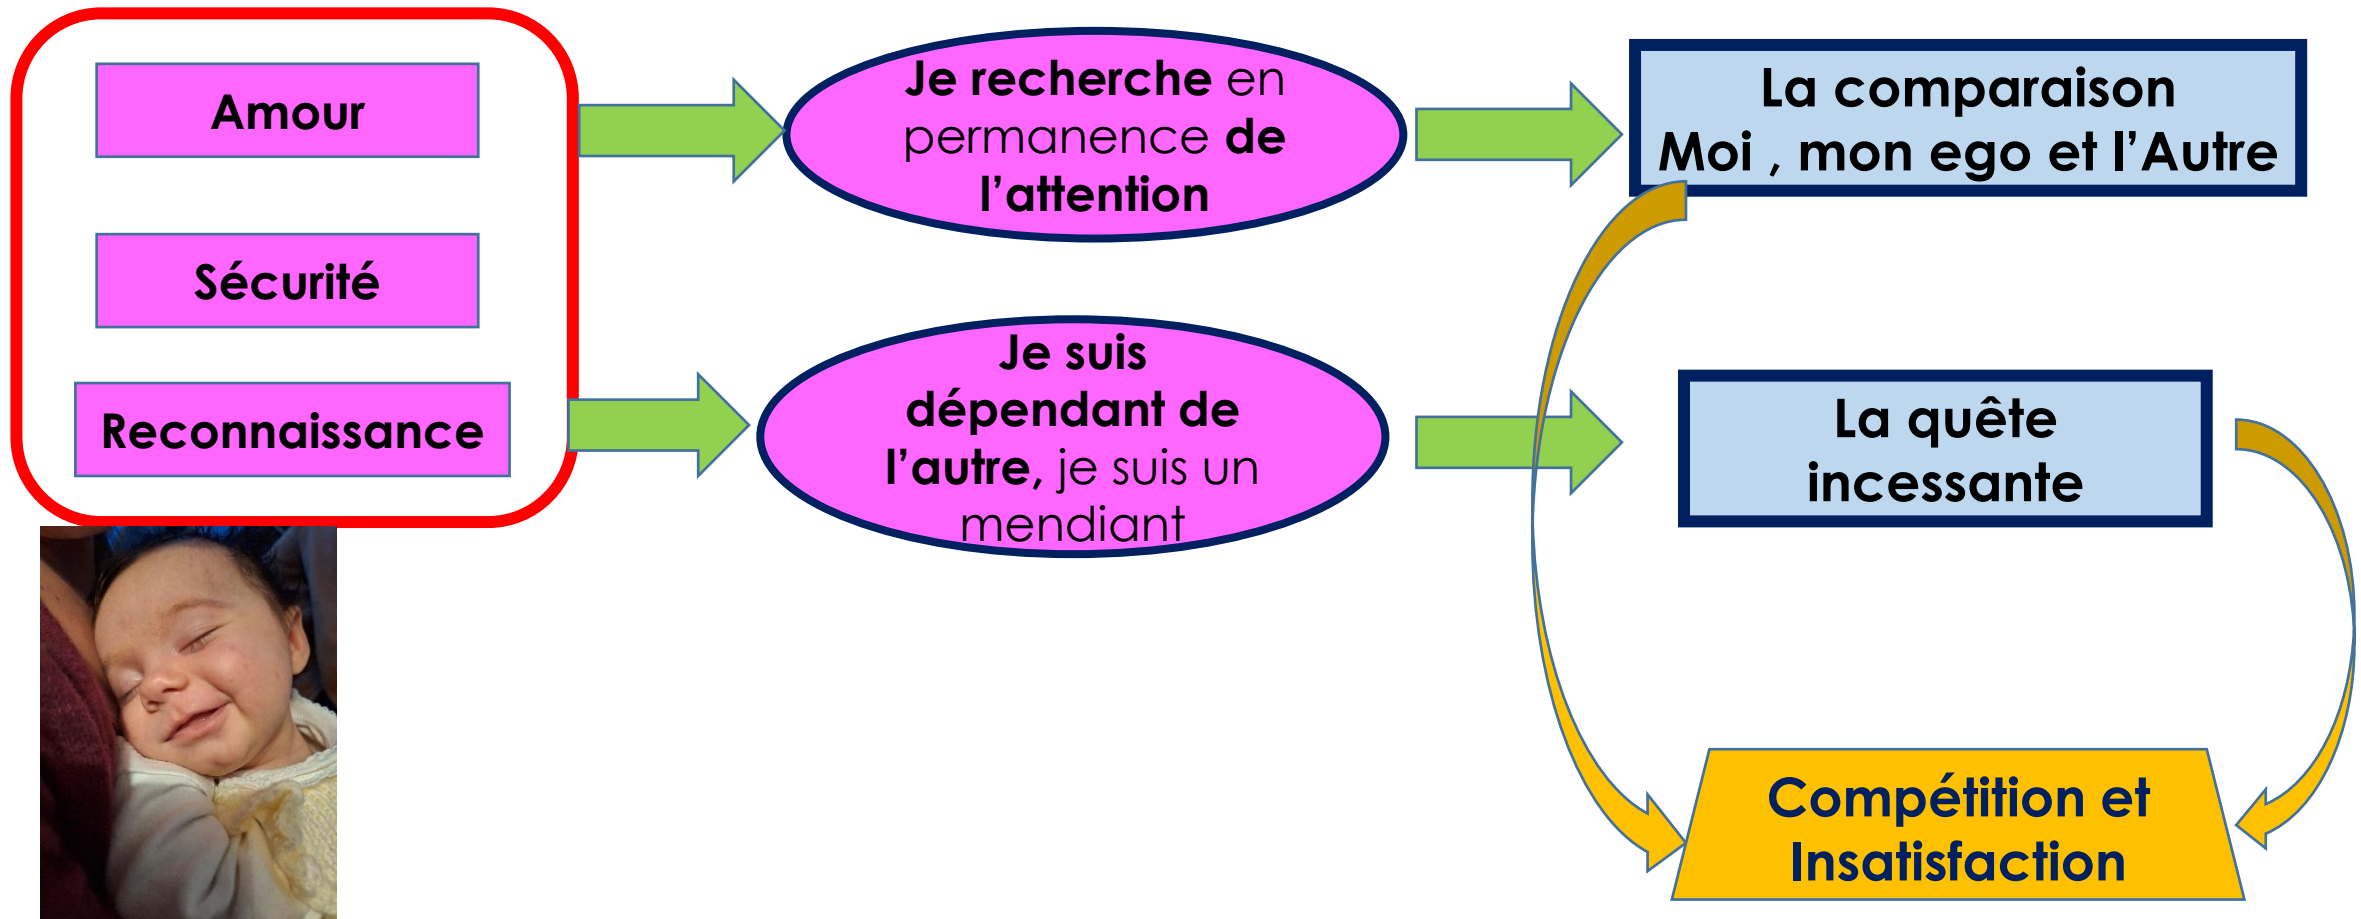 Amour
Sécurité
Reconnaissance
Je recherche en
permanence de
l’attention
Je suis
dépendant de
l’autre, je suis un
mendiant
La comparaison
Moi , mon ego et l’Autre
La quête
incessante
Compétition et
Insatisfaction